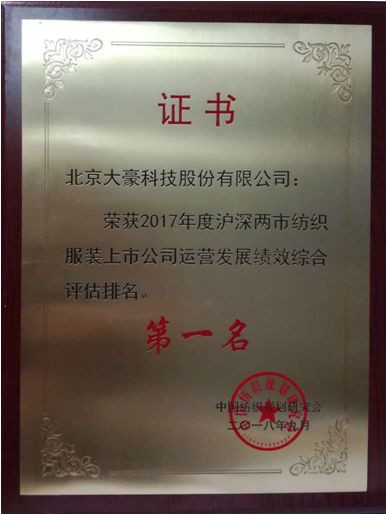 证书
北京大豪科技股份有限公司：
荣获2017年度沪深两市纺织
服装上市公司运营发展绩效综合
评估排名。
第一名
中国纺织规划研究会
二〇一八年九月